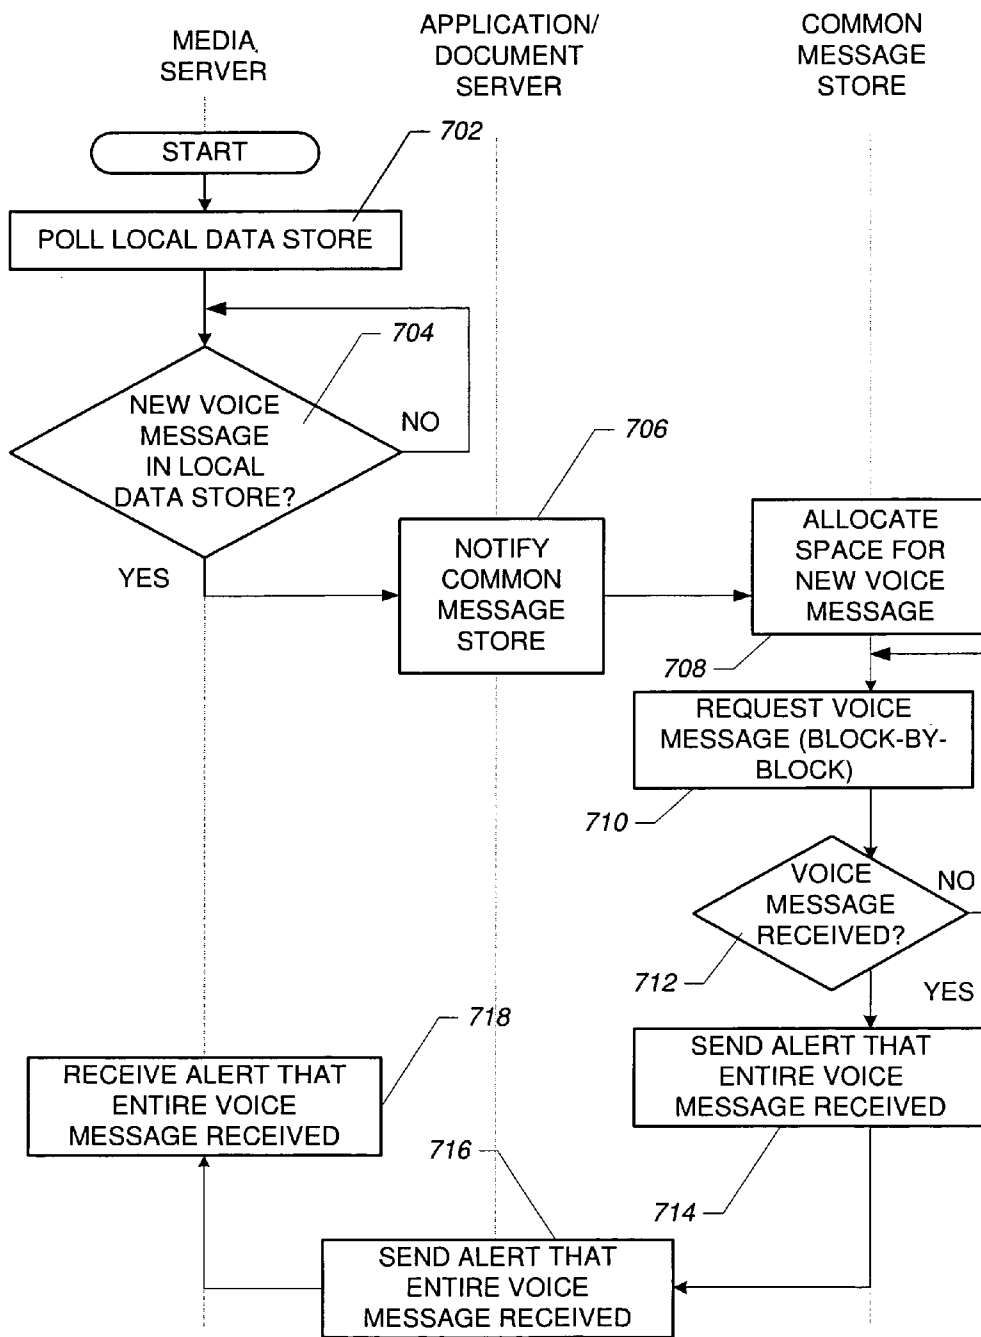 MEDIA
SERVER
APPLICATION/
DOCUMENT
SERVER
COMMON
MESSAGE
STORE
702
START
POLL LOCAL DATA STORE
704
NEW VOICE
MESSAGE
IN LOCAL
DATA STORE?
NO
YES
706
NOTIFY
COMMON
MESSAGE
STORE
ALLOCATE
SPACE FOR
NEW VOICE
MESSAGE
708
REQUEST VOICE
MESSAGE (BLOCK-BY-
BLOCK)
710
VOICE
MESSAGE
RECEIVED?
NO
712
YES
SEND ALERT THAT
ENTIRE VOICE
MESSAGE RECEIVED
714
716
SEND ALERT THAT
ENTIRE VOICE
MESSAGE RECEIVED
718
RECEIVE ALERT THAT
ENTIRE VOICE
MESSAGE RECEIVED